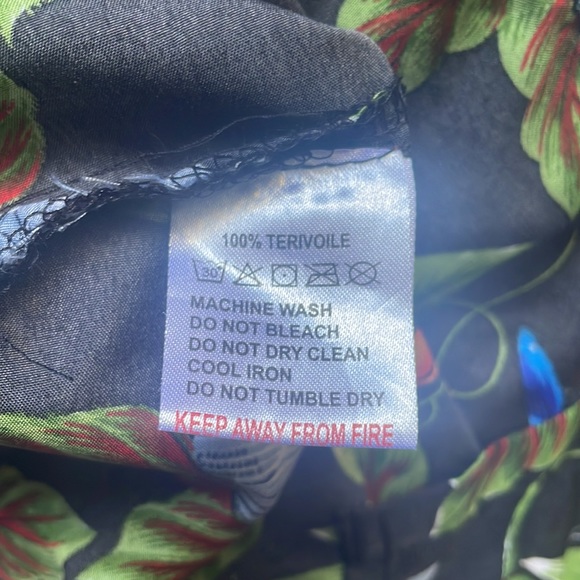 100% TERIVOILE
30°
MACHINE WASH
DO NOT BLEACH
DO NOT DRY CLEAN
COOL IRON
DO NOT TUMBLE DRY
KEEP AWAY FROM FIRE